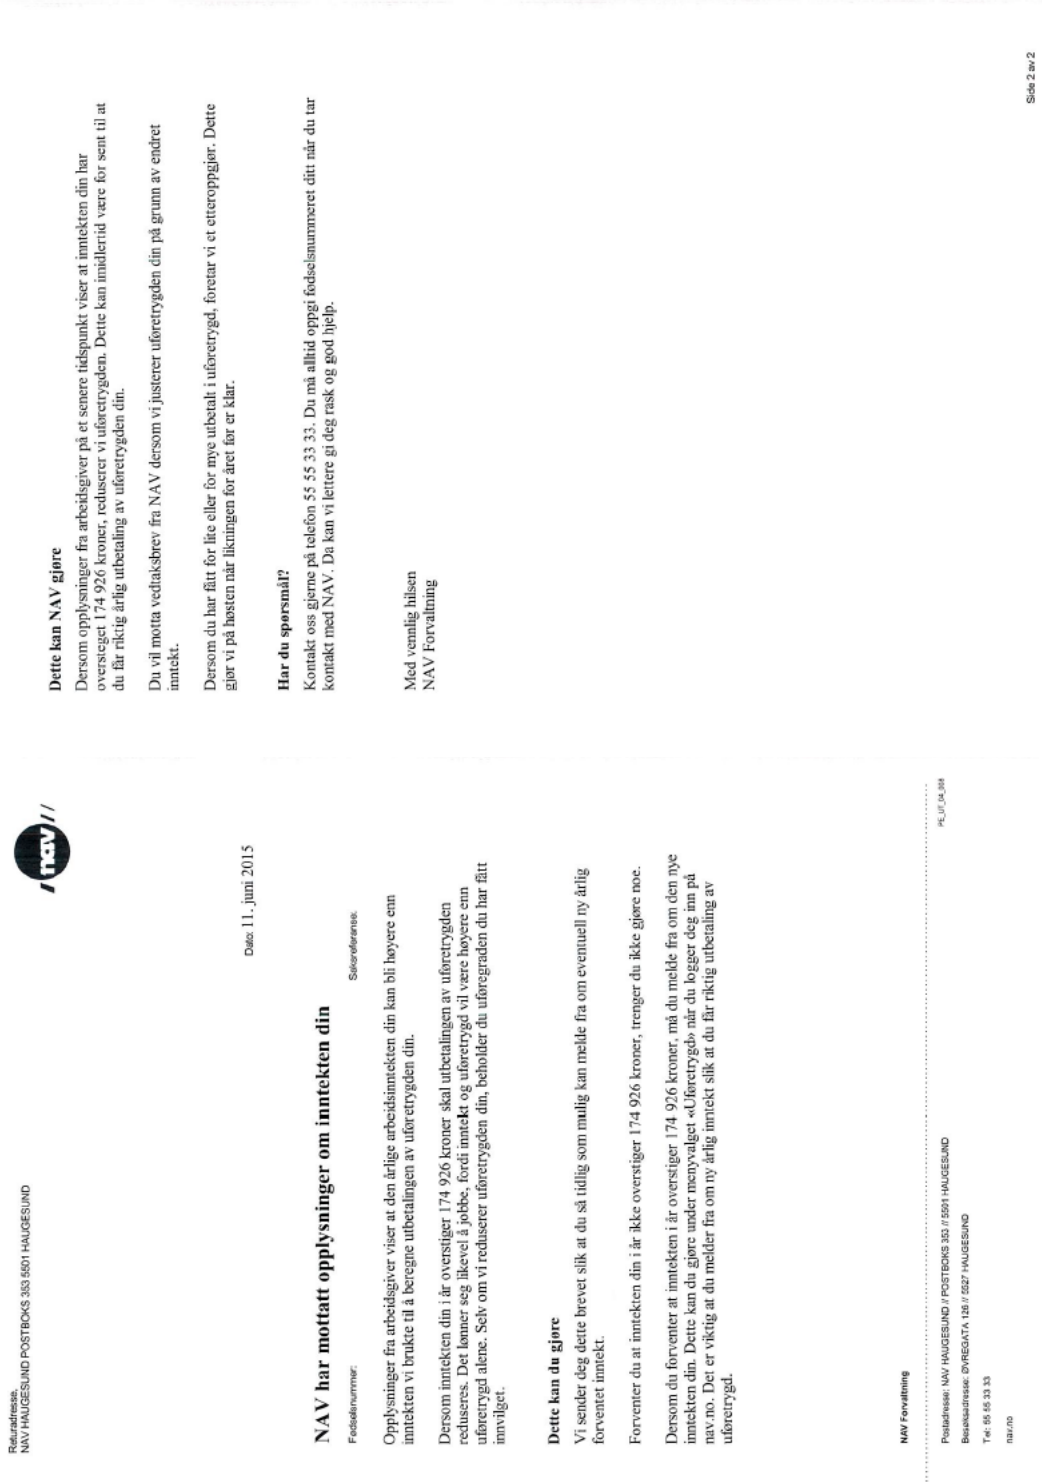 Returadresse,
NAV HAUGESUND POSTBOKS 353 5501 HAUGESUND
nav
Dato: 11. juni 2015
NAV har mottatt opplysninger om inntekten din
Fødselsnummer:
Saksreferanse:
Opplysninger fra arbeidsgiver viser at den årlige arbeidsinntekten din kan bli høyere enn
inntekten vi brukte til å beregne utbetalingen av uføretrygden din.
Dersom inntekten din i år overstiger 174 926 kroner skal utbetalingen av uføretrygden
reduseres. Det lønner seg likevel å jobbe, fordi inntekt og uføretrygd vil være høyere enn
uføretrygd alene. Selv om vi reduserer uføretrygden din, beholder du uføregraden du har fått
innvilget.
Dette kan du gjøre
Vi sender deg dette brevet slik at du så tidlig som mulig kan melde fra om eventuell ny årlig
forventet inntekt.
Forventer du at inntekten din i år ikke overstiger 174 926 kroner, trenger du ikke gjøre noe.
Dersom du forventer at inntekten i år overstiger 174 926 kroner, må du melde fra om den nye
inntekten din. Dette kan du gjøre under menyvalget «Uføretrygd» når du logger deg inn på
nav.no. Det er viktig at du melder fra om ny årlig inntekt slik at du får riktig utbetaling av
uføretrygd.
NAV Forvaltning
PE_UT_04_008
Postadresse: NAV HAUGESUND // POSTBOKS 353 // 5501 HAUGESUND
Besøksadresse: ØVREGATA 126 // 5527 HAUGESUND
Tel: 55 55 33 33
nav.no
Dette kan NAV gjøre
Dersom opplysninger fra arbeidsgiver på et senere tidspunkt viser at inntekten din har
oversteget 174 926 kroner, reduserer vi uføretrygden. Dette kan imidlertid være for sent til at
du får riktig årlig utbetaling av uføretrygden din.
Du vil motta vedtaksbrev fra NAV dersom vi justerer uføretrygden din på grunn av endret
inntekt.
Dersom du har fått for lite eller for mye utbetalt i uføretrygd, foretar vi et etteroppgjør. Dette
gjør vi på høsten når likningen for året før er klar.
Har du spørsmål?
Kontakt oss gjerne på telefon 55 55 33 33. Du må alltid oppgi fødselsnummeret ditt når du tar
kontakt med NAV. Da kan vi lettere gi deg rask og god hjelp.
Med vennlig hilsen
NAV Forvaltning
Side 2 av 2